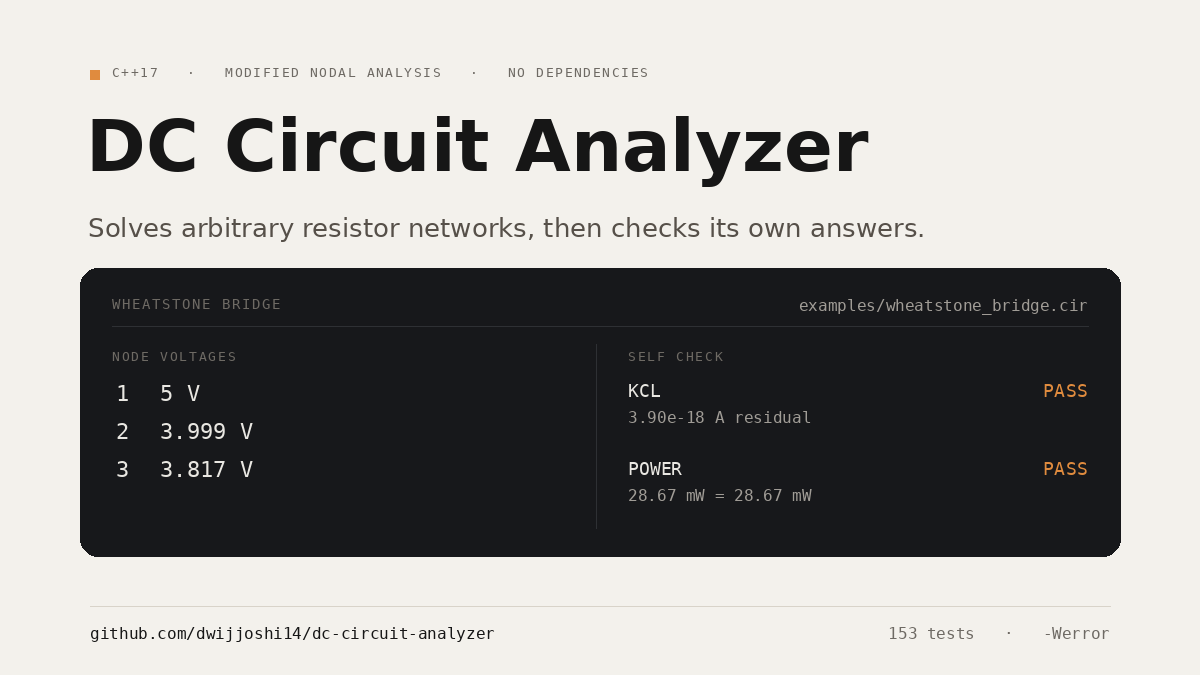 C++17 · MODIFIED NODAL ANALYSIS · NO DEPENDENCIES
DC Circuit Analyzer
Solves arbitrary resistor networks, then checks its own answers.
WHEATSTONE BRIDGE
examples/wheatstone_bridge.cir
NODE VOLTAGES
1 5 V
2 3.999 V
3 3.817 V
SELF CHECK
KCL PASS
3.90e-18 A residual
POWER PASS
28.67 mW = 28.67 mW
github.com/dwijjoshi14/dc-circuit-analyzer
153 tests · -Werror